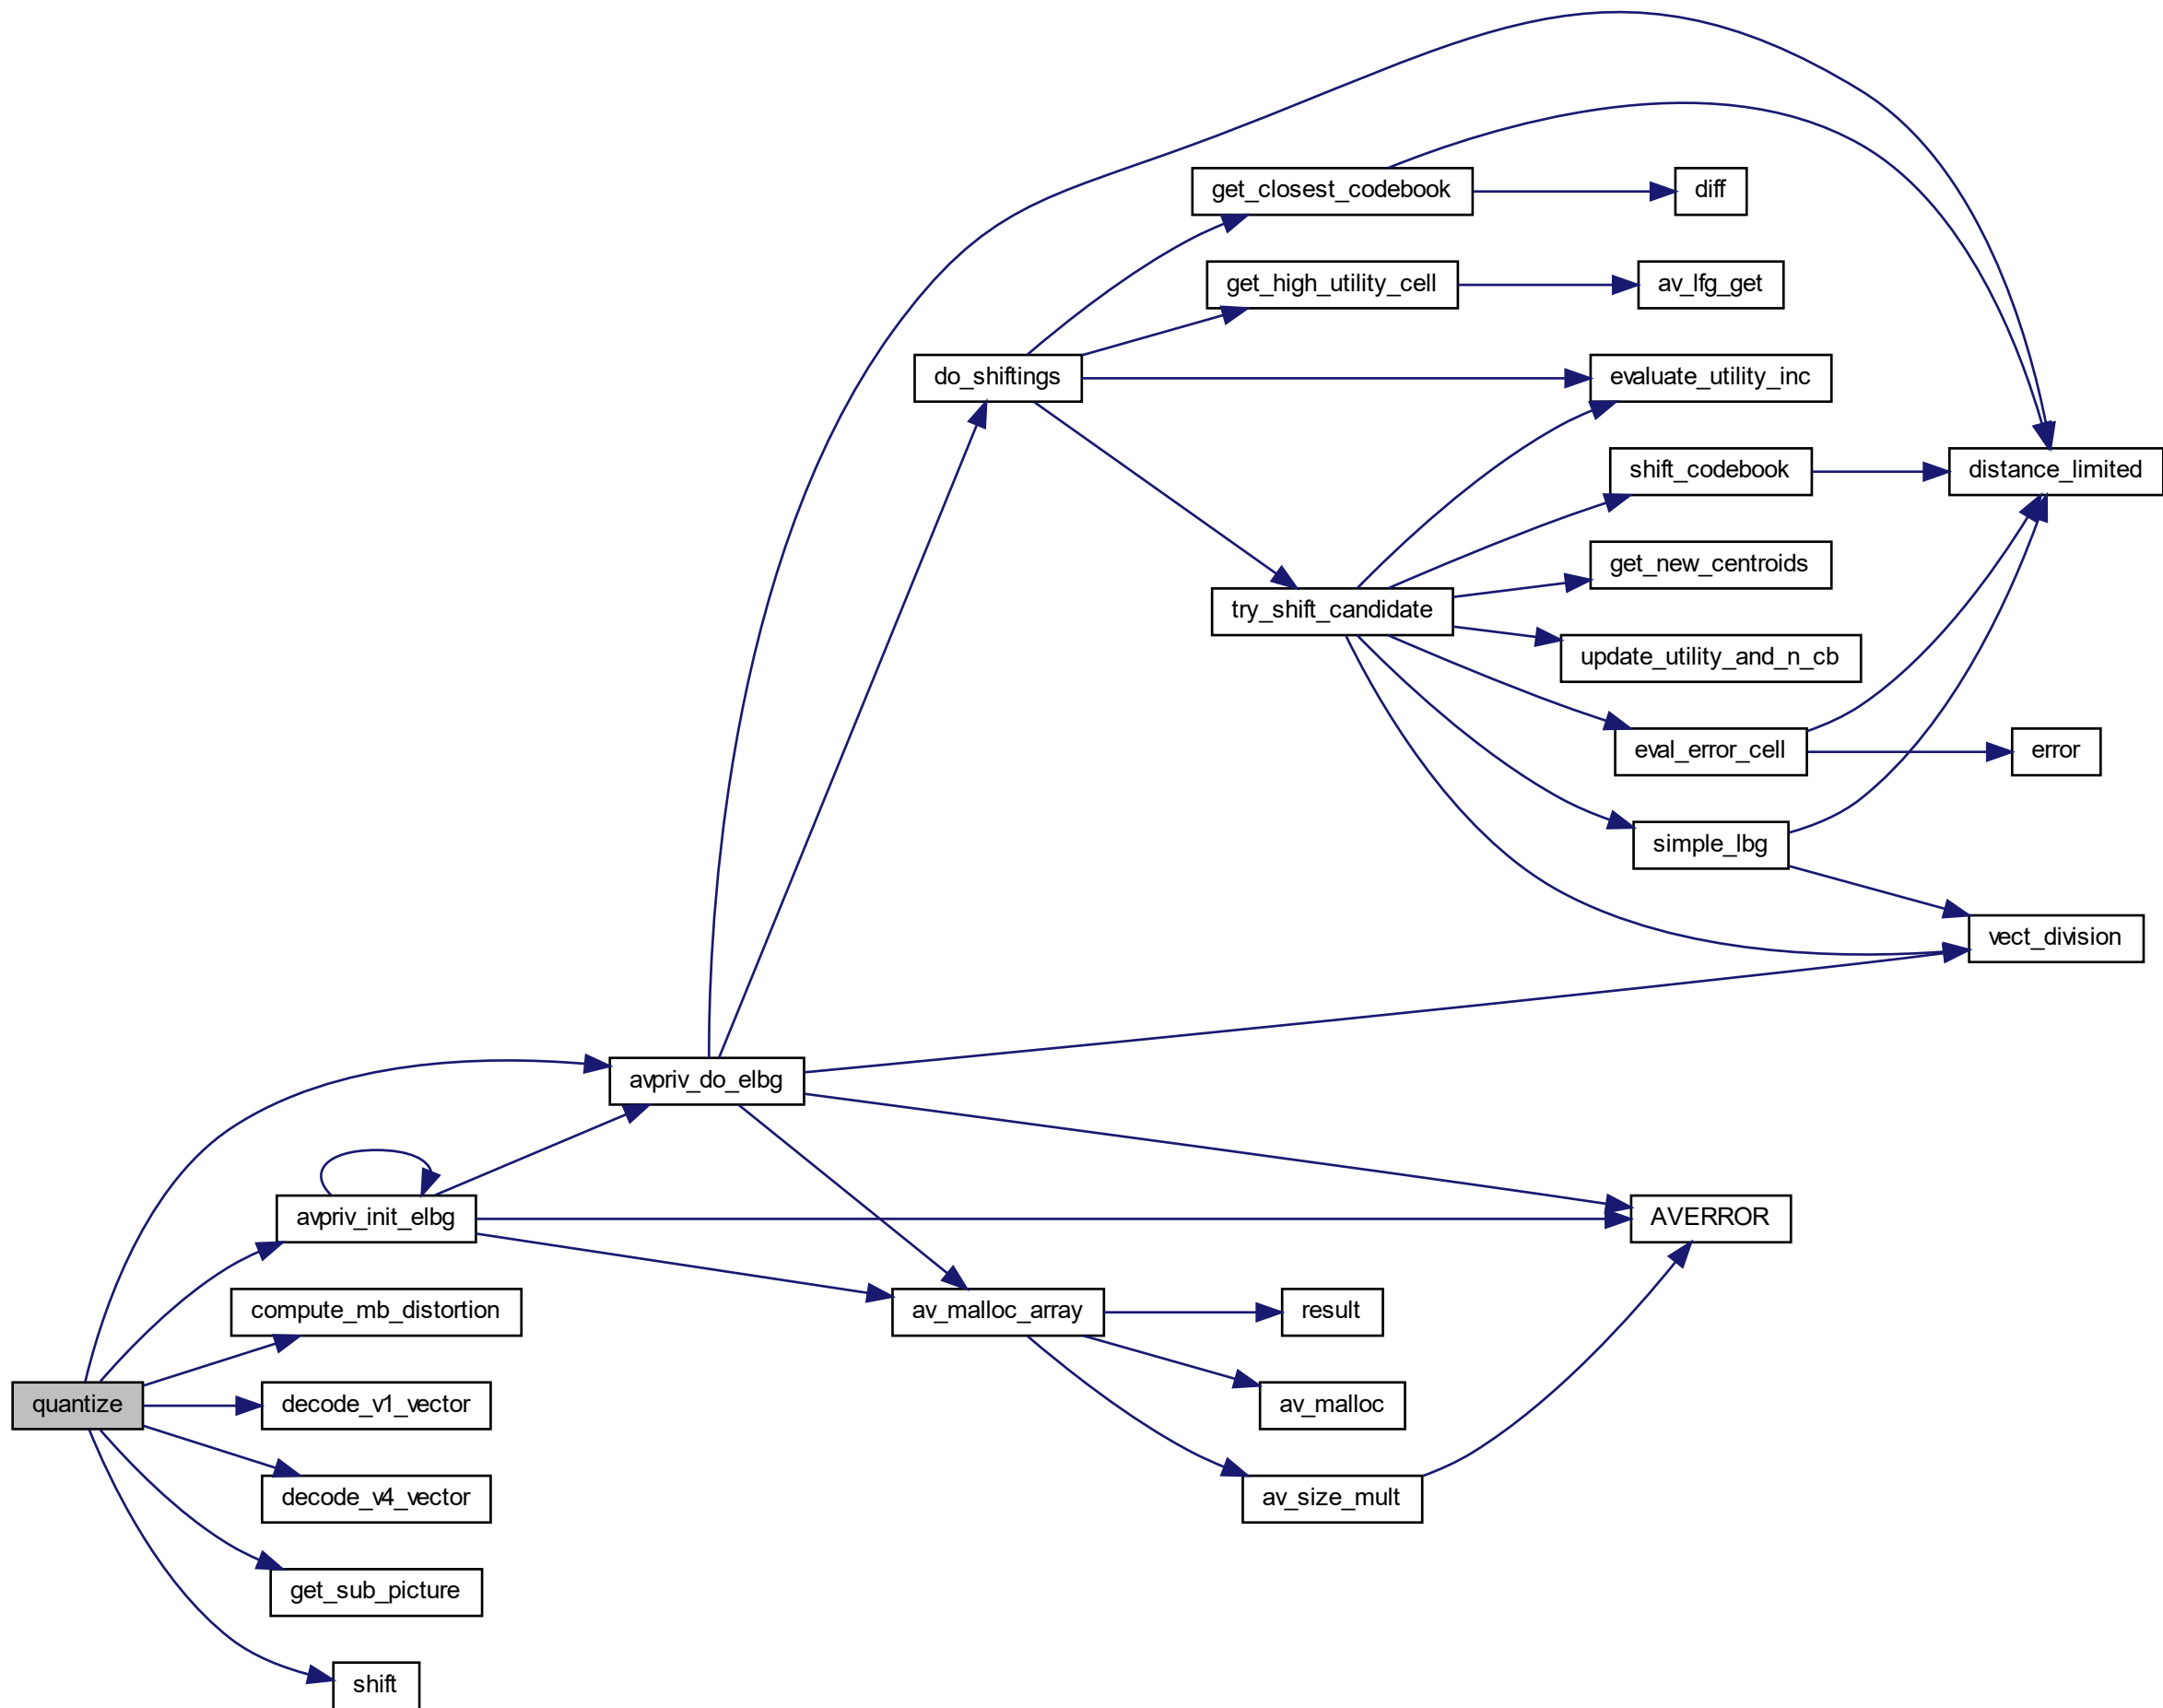 get_closest_codebook
diff
get_high_utility_cell
av_lfg_get
do_shiftings
evaluate_utility_inc
shift_codebook
distance_limited
get_new_centroids
try_shift_candidate
update_utility_and_n_cb
eval_error_cell
error
simple_lbg
vect_division
avpriv_do_elbg
avpriv_init_elbg
AVERROR
compute_mb_distortion
av_malloc_array
result
quantize
decode_v1_vector
av_malloc
decode_v4_vector
av_size_mult
get_sub_picture
shift